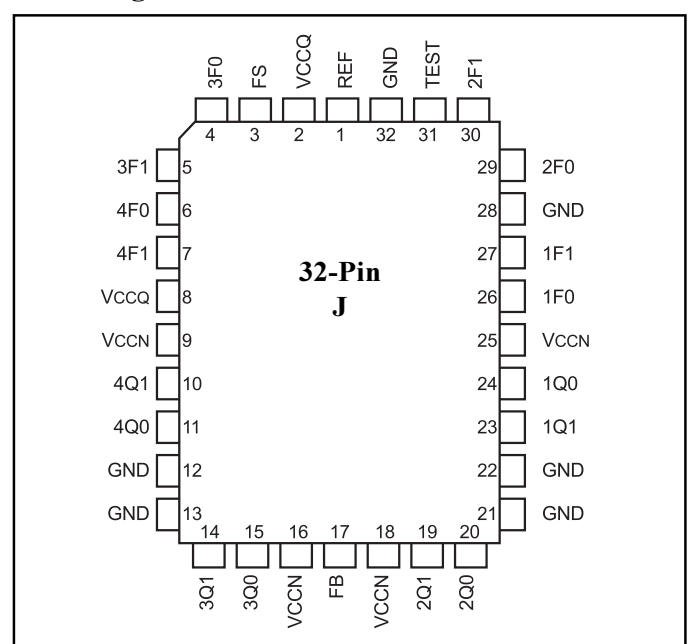 3F0 FS VCCQ REF GND TEST 2F1
4 3 2 1 32 31 30
3F1 5 29 2F0
4F0 6 28 GND
4F1 7 27 1F1
VCCQ 8 26 1F0
VCCN 9 25 VCCN
4Q1 10 24 1Q0
4Q0 11 23 1Q1
GND 12 22 GND
GND 13 21 GND
32-Pin
J
14 15 16 17 18 19 20
3Q1 3Q0 VCCN FB VCCN 2Q1 2Q0